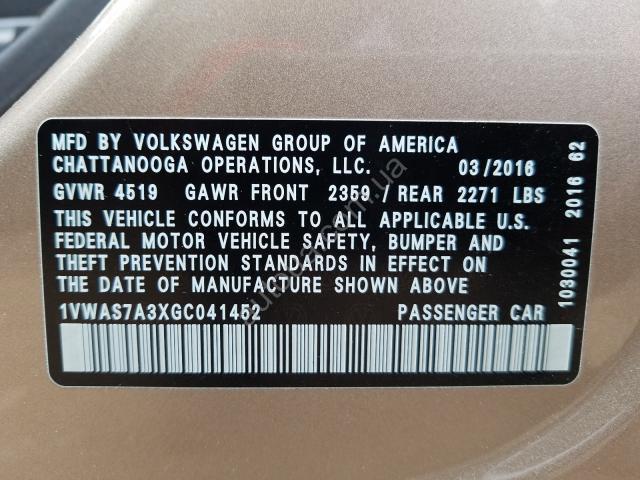 MFD BY VOLKSWAGEN GROUP OF AMERICA
CHATTANOOGA OPERATIONS, LLC. 03/2016
GVWR 4519 GAWR FRONT 2359 / REAR 2271 LBS
THIS VEHICLE CONFORMS TO ALL APPLICABLE U.S.
FEDERAL MOTOR VEHICLE SAFETY, BUMPER AND
THEFT PREVENTION STANDARDS IN EFFECT ON
THE DATE OF MANUFACTURE SHOWN ABOVE
1VWAS7A3XGC041452 PASSENGER CAR
1030041 2016 62